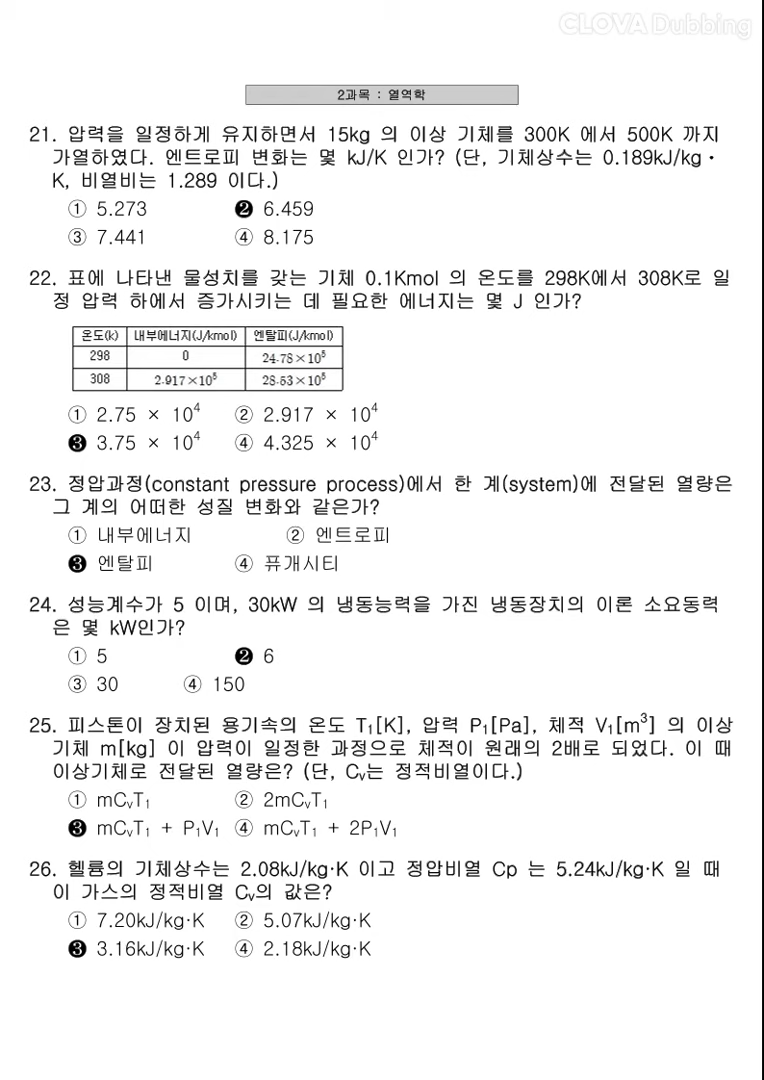 CLOVA Dubbing
2과목 : 열역학
21. 압력을 일정하게 유지하면서 15kg 의 이상 기체를 300K 에서 500K 까지
가열하였다. 엔트로피 변화는 몇 kJ/K 인가? (단, 기체상수는 0.189kJ/kg·
K, 비열비는 1.289 이다.)
① 5.273 ❷ 6.459
③ 7.441 ④ 8.175
22. 표에 나타낸 물성치를 갖는 기체 0.1Kmol 의 온도를 298K에서 308K로 일
정 압력 하에서 증가시키는 데 필요한 에너지는 몇 J 인가?
온도(k) 내부에너지(J/kmol) 엔탈피(J/kmol)
298 0 24.78×10⁵
308 2.917×10⁵ 28.53×10⁵
① 2.75 × 10⁴ ② 2.917 × 10⁴
❸ 3.75 × 10⁴ ④ 4.325 × 10⁴
23. 정압과정(constant pressure process)에서 한 계(system)에 전달된 열량은
그 계의 어떠한 성질 변화와 같은가?
① 내부에너지 ② 엔트로피
❸ 엔탈피 ④ 퓨개시티
24. 성능계수가 5 이며, 30kW 의 냉동능력을 가진 냉동장치의 이론 소요동력
은 몇 kW인가?
① 5 ❷ 6
③ 30 ④ 150
25. 피스톤이 장치된 용기속의 온도 T₁[K], 압력 P₁[Pa], 체적 V₁[m³] 의 이상
기체 m[kg] 이 압력이 일정한 과정으로 체적이 원래의 2배로 되었다. 이 때
이상기체로 전달된 열량은? (단, Cᵥ는 정적비열이다.)
① mCᵥT₁ ② 2mCᵥT₁
❸ mCᵥT₁ + P₁V₁ ④ mCᵥT₁ + 2P₁V₁
26. 헬륨의 기체상수는 2.08kJ/kg·K 이고 정압비열 Cp 는 5.24kJ/kg·K 일 때
이 가스의 정적비열 Cᵥ의 값은?
① 7.20kJ/kg·K ② 5.07kJ/kg·K
❸ 3.16kJ/kg·K ④ 2.18kJ/kg·K